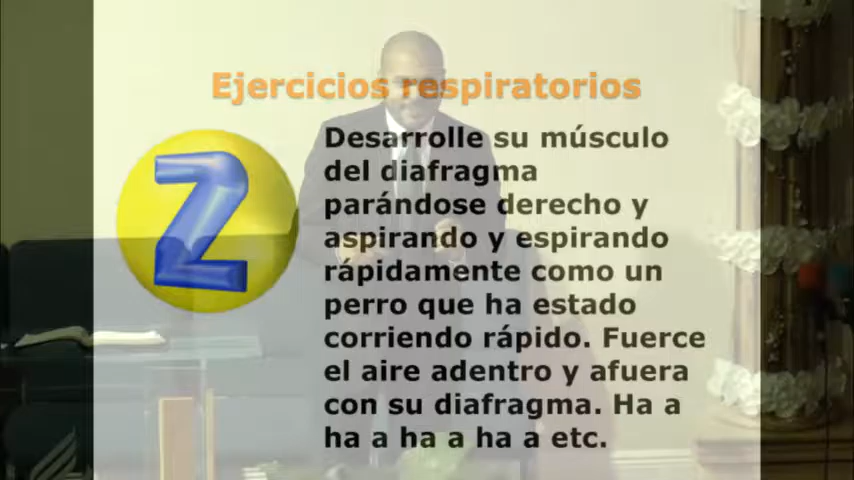 Ejercicios respiratorios
2
Desarrolle su músculo
del diafragma
parándose derecho y
aspirando y espirando
rápidamente como un
perro que ha estado
corriendo rápido. Fuerce
el aire adentro y afuera
con su diafragma. Ha a
ha a ha a ha a etc.